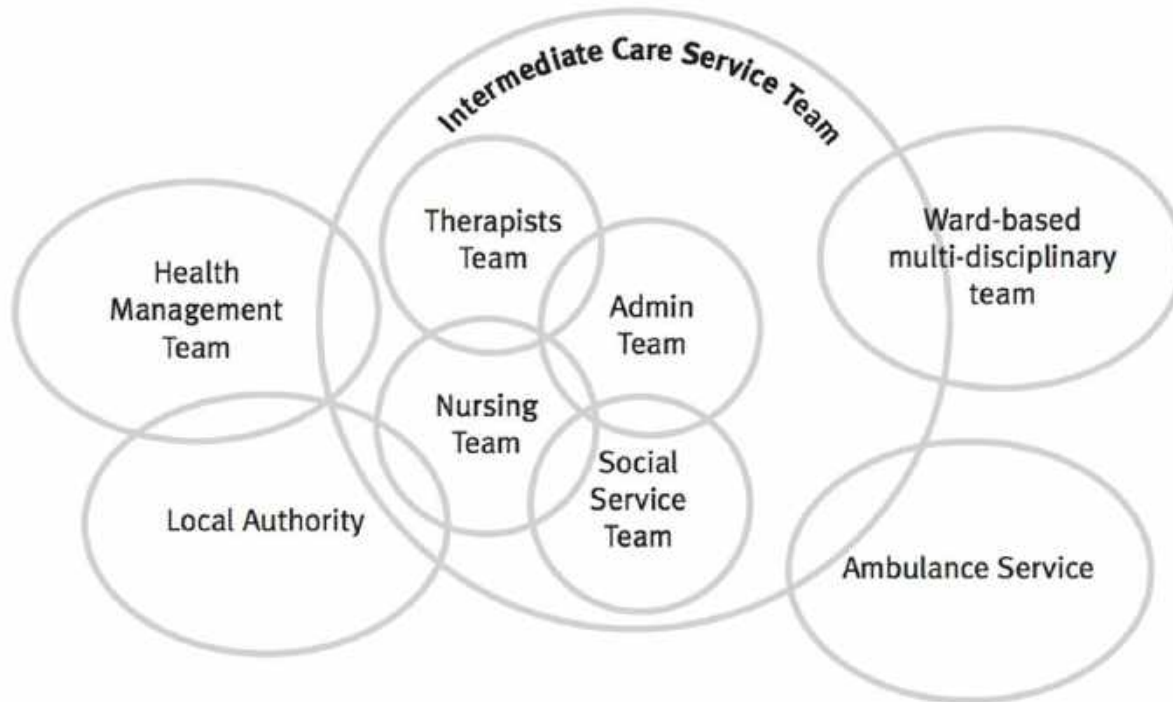 Intermediate Care Service Team
Therapists
Team
Health
Management
Team
Admin
Team
Ward-based
multi-disciplinary
team
Nursing
Team
Social
Service
Team
Local Authority
Ambulance Service